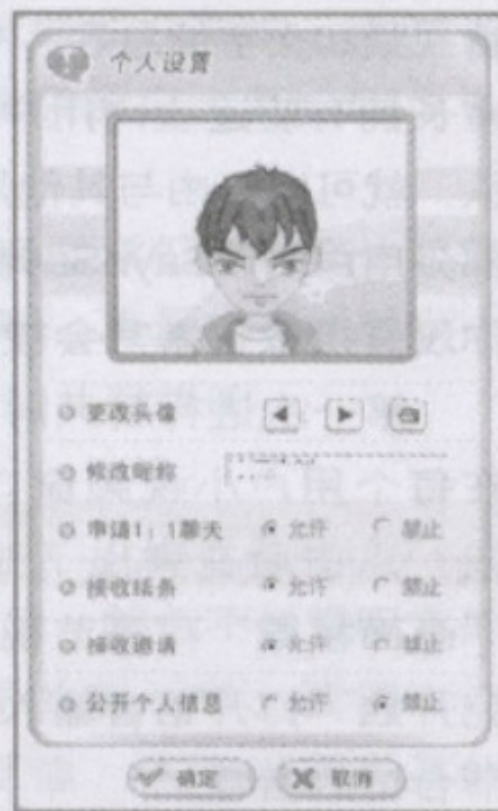 个人设置
更改头像
修改昵称
申请1：1聊天 允许 禁止
接收纸条 允许 禁止
接收邀请 允许 禁止
公开个人信息 允许 禁止
确定 取消